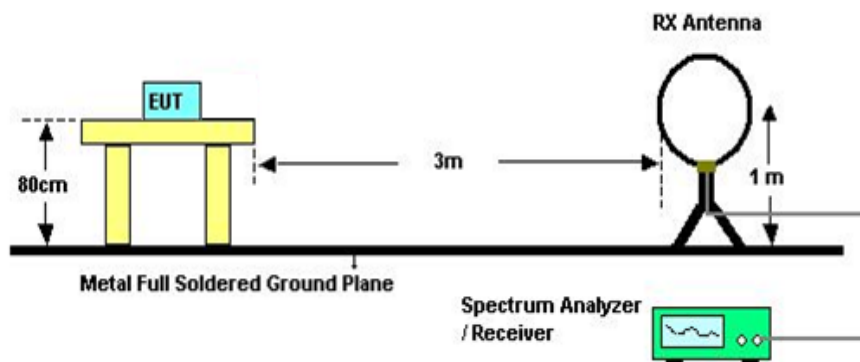 RX Antenna
EUT
3m
80cm
1 m
Metal Full Soldered Ground Plane
Spectrum Analyzer
/ Receiver